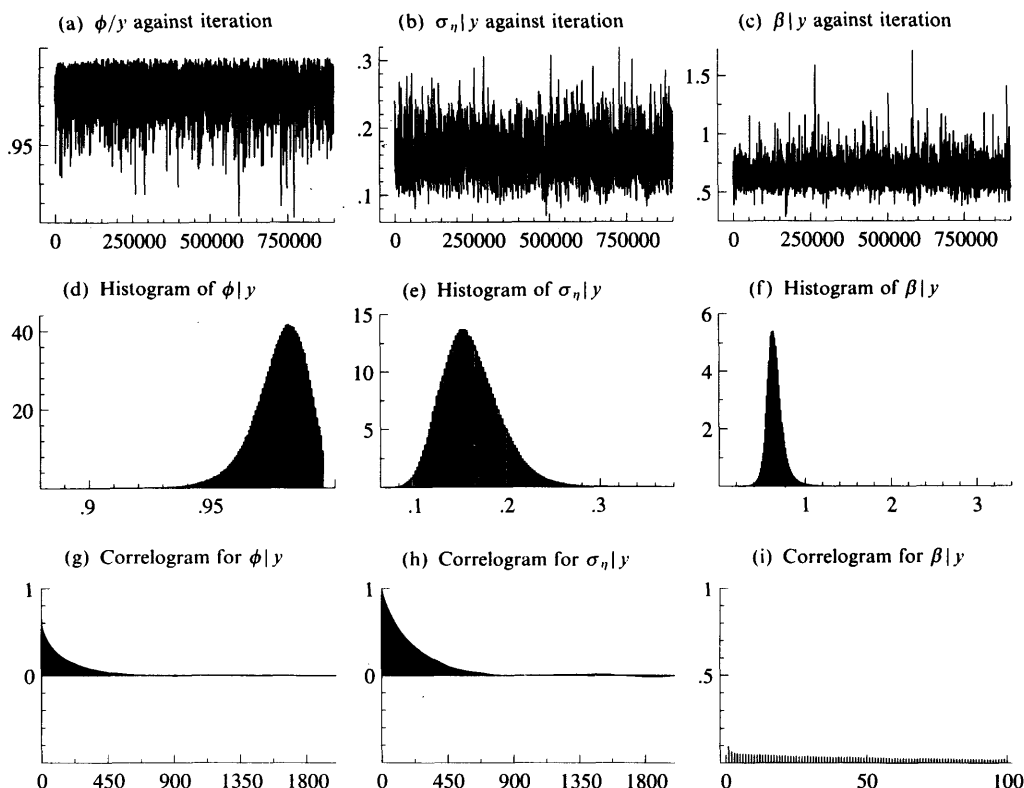 (a) ϕ/y against iteration
(b) σ_η|y against iteration
(c) β|y against iteration
.95
0 250000 500000 750000
.3
.2
.1
0 250000 500000 750000
1.5
1
.5
0 250000 500000 750000
(d) Histogram of ϕ|y
(e) Histogram of σ_η|y
(f) Histogram of β|y
40
20
.9 .95
15
10
5
.1 .2 .3
6
4
2
1 2 3
(g) Correlogram for ϕ|y
(h) Correlogram for σ_η|y
(i) Correlogram for β|y
1
0
0 450 900 1350 1800
1
0
0 450 900 1350 1800
1
.5
0 50 100